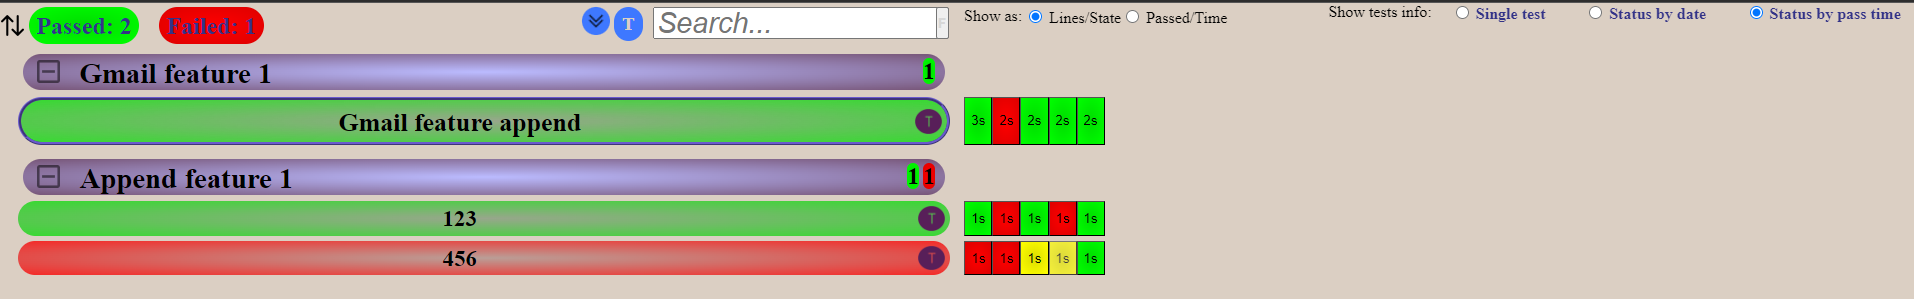 Passed: 2 Failed: 1 T Search... F Show as: Lines/State Passed/Time Show tests info: Single test Status by date Status by pass time
Gmail feature 1 1
Gmail feature append T 3s 2s 2s 2s 2s
Append feature 1 1 1
123 T 1s 1s 1s 1s 1s
456 T 1s 1s 1s 1s 1s